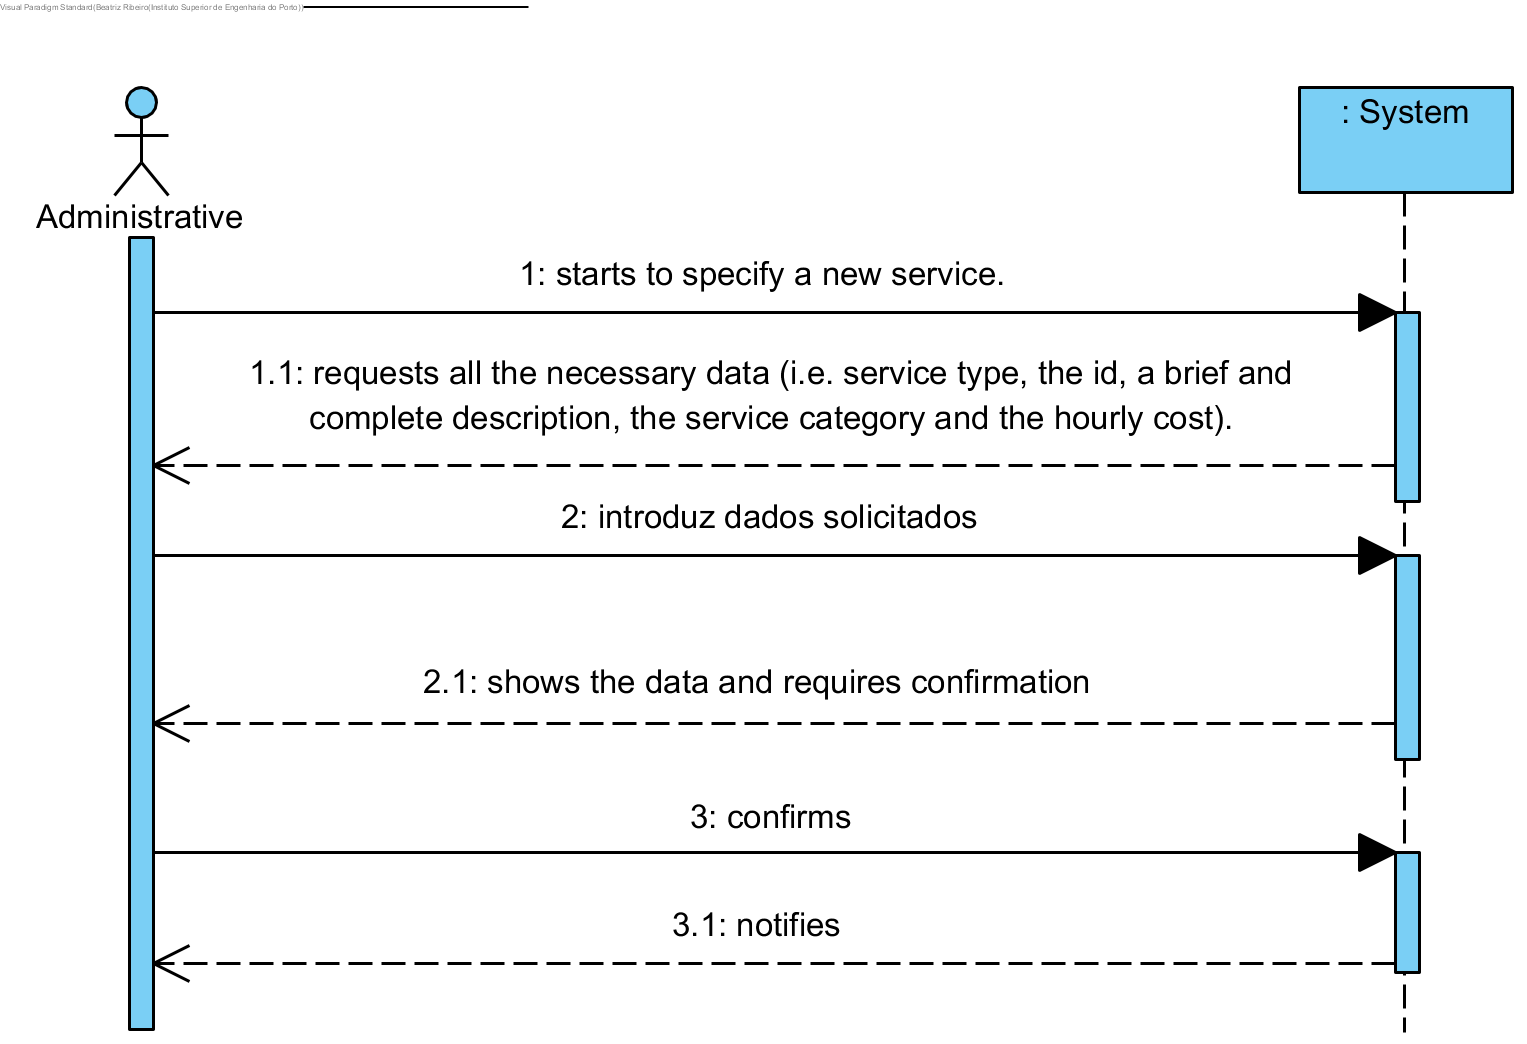 Visual Paradigm Standard(Beatriz Ribeiro(Instituto Superior de Engenharia do Porto))
: System
Administrative
1: starts to specify a new service.
1.1: requests all the necessary data (i.e. service type, the id, a brief and
complete description, the service category and the hourly cost).
2: introduz dados solicitados
2.1: shows the data and requires confirmation
3: confirms
3.1: notifies